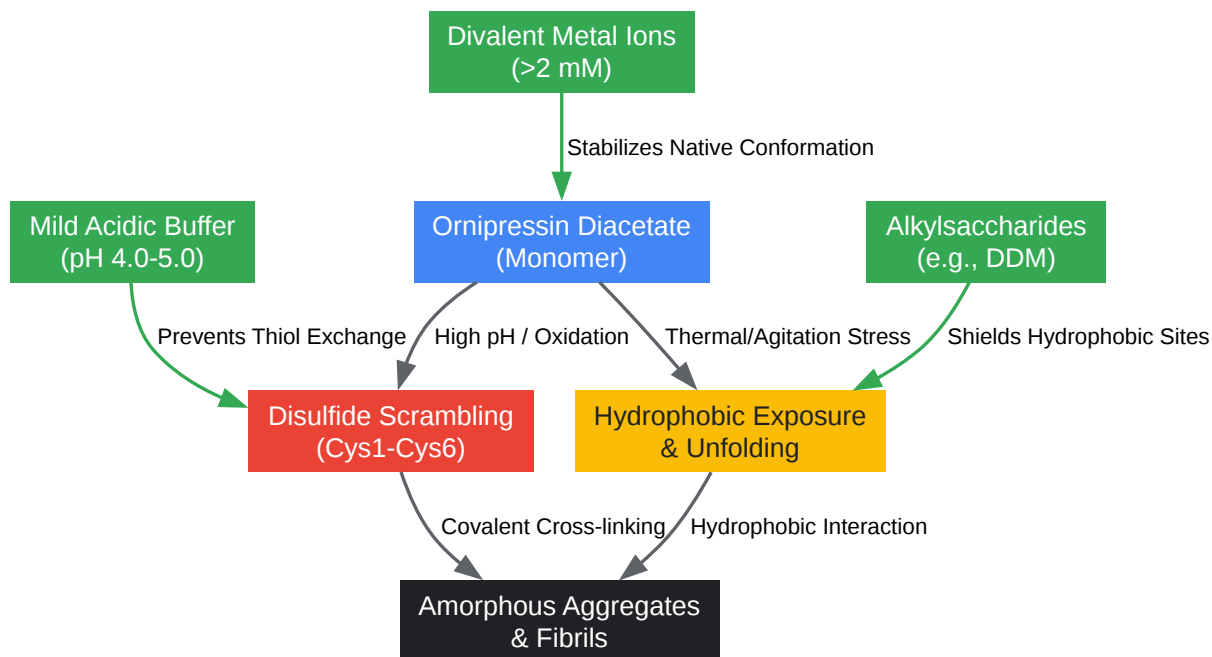 Divalent Metal Ions
(>2 mM)
Stabilizes Native Conformation
Mild Acidic Buffer
(pH 4.0-5.0)
Ornipressin Diacetate
(Monomer)
Alkylsaccharides
(e.g., DDM)
Prevents Thiol Exchange
High pH / Oxidation
Thermal/Agitation Stress
Shields Hydrophobic Sites
Disulfide Scrambling
(Cys1-Cys6)
Hydrophobic Exposure
& Unfolding
Covalent Cross-linking
Hydrophobic Interaction
Amorphous Aggregates
& Fibrils